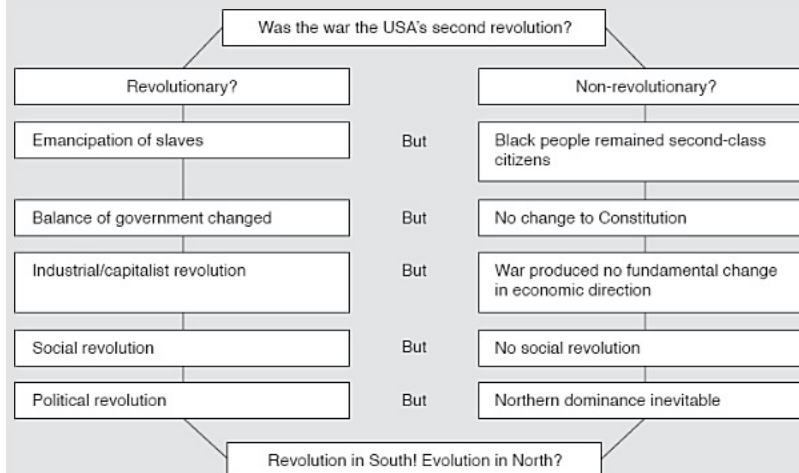 Was the war the USA's second revolution?
Revolutionary?
Non-revolutionary?
Emancipation of slaves
But
Black people remained second-class
citizens
Balance of government changed
But
No change to Constitution
Industrial/capitalist revolution
But
War produced no fundamental change
in economic direction
Social revolution
But
No social revolution
Political revolution
But
Northern dominance inevitable
Revolution in South! Evolution in North?